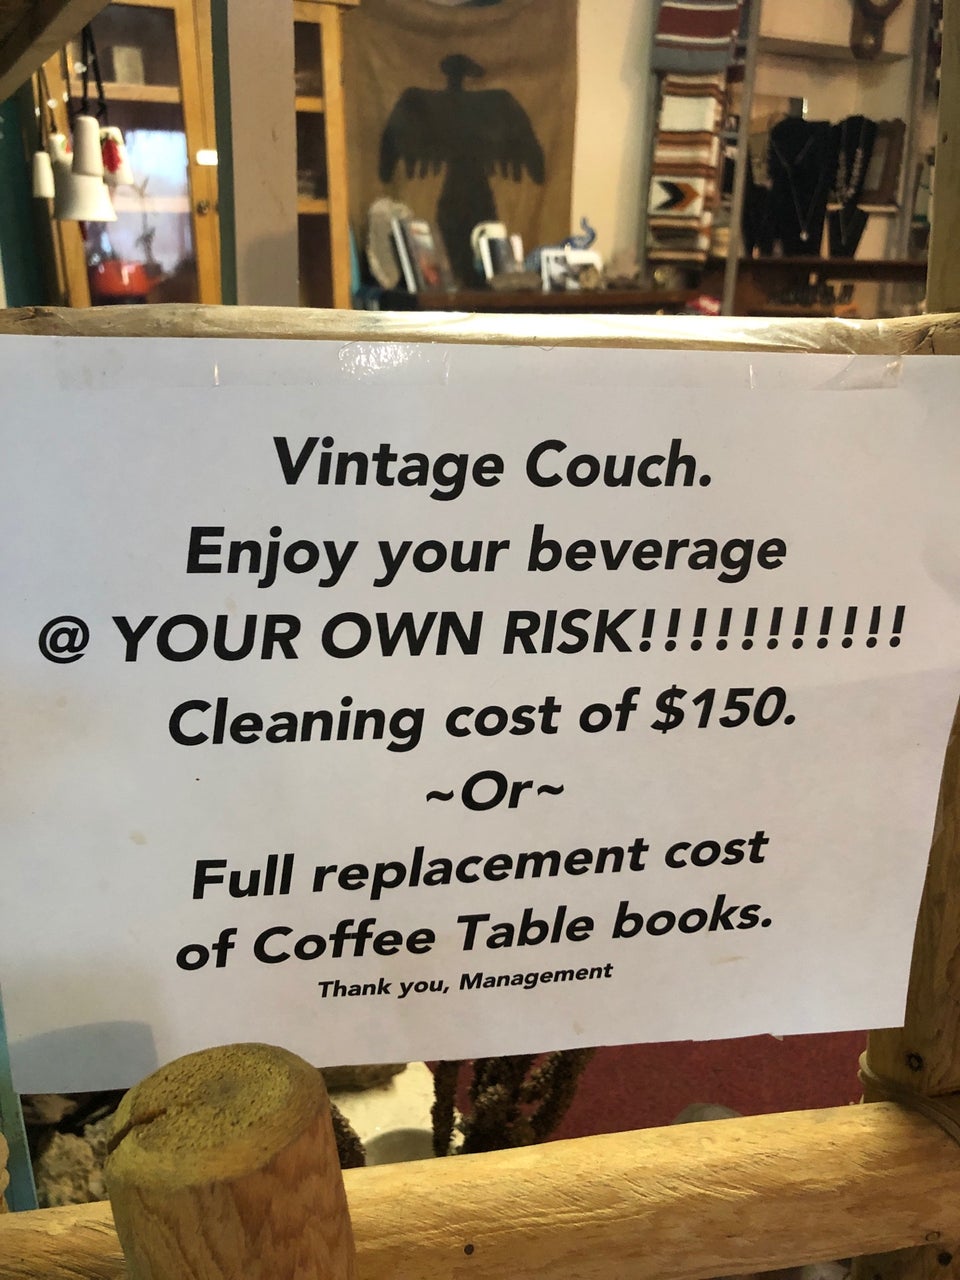 Vintage Couch.
Enjoy your beverage
@ YOUR OWN RISK!!!!!!!!!!!
Cleaning cost of $150.
~Or~
Full replacement cost
of Coffee Table books.
Thank you, Management